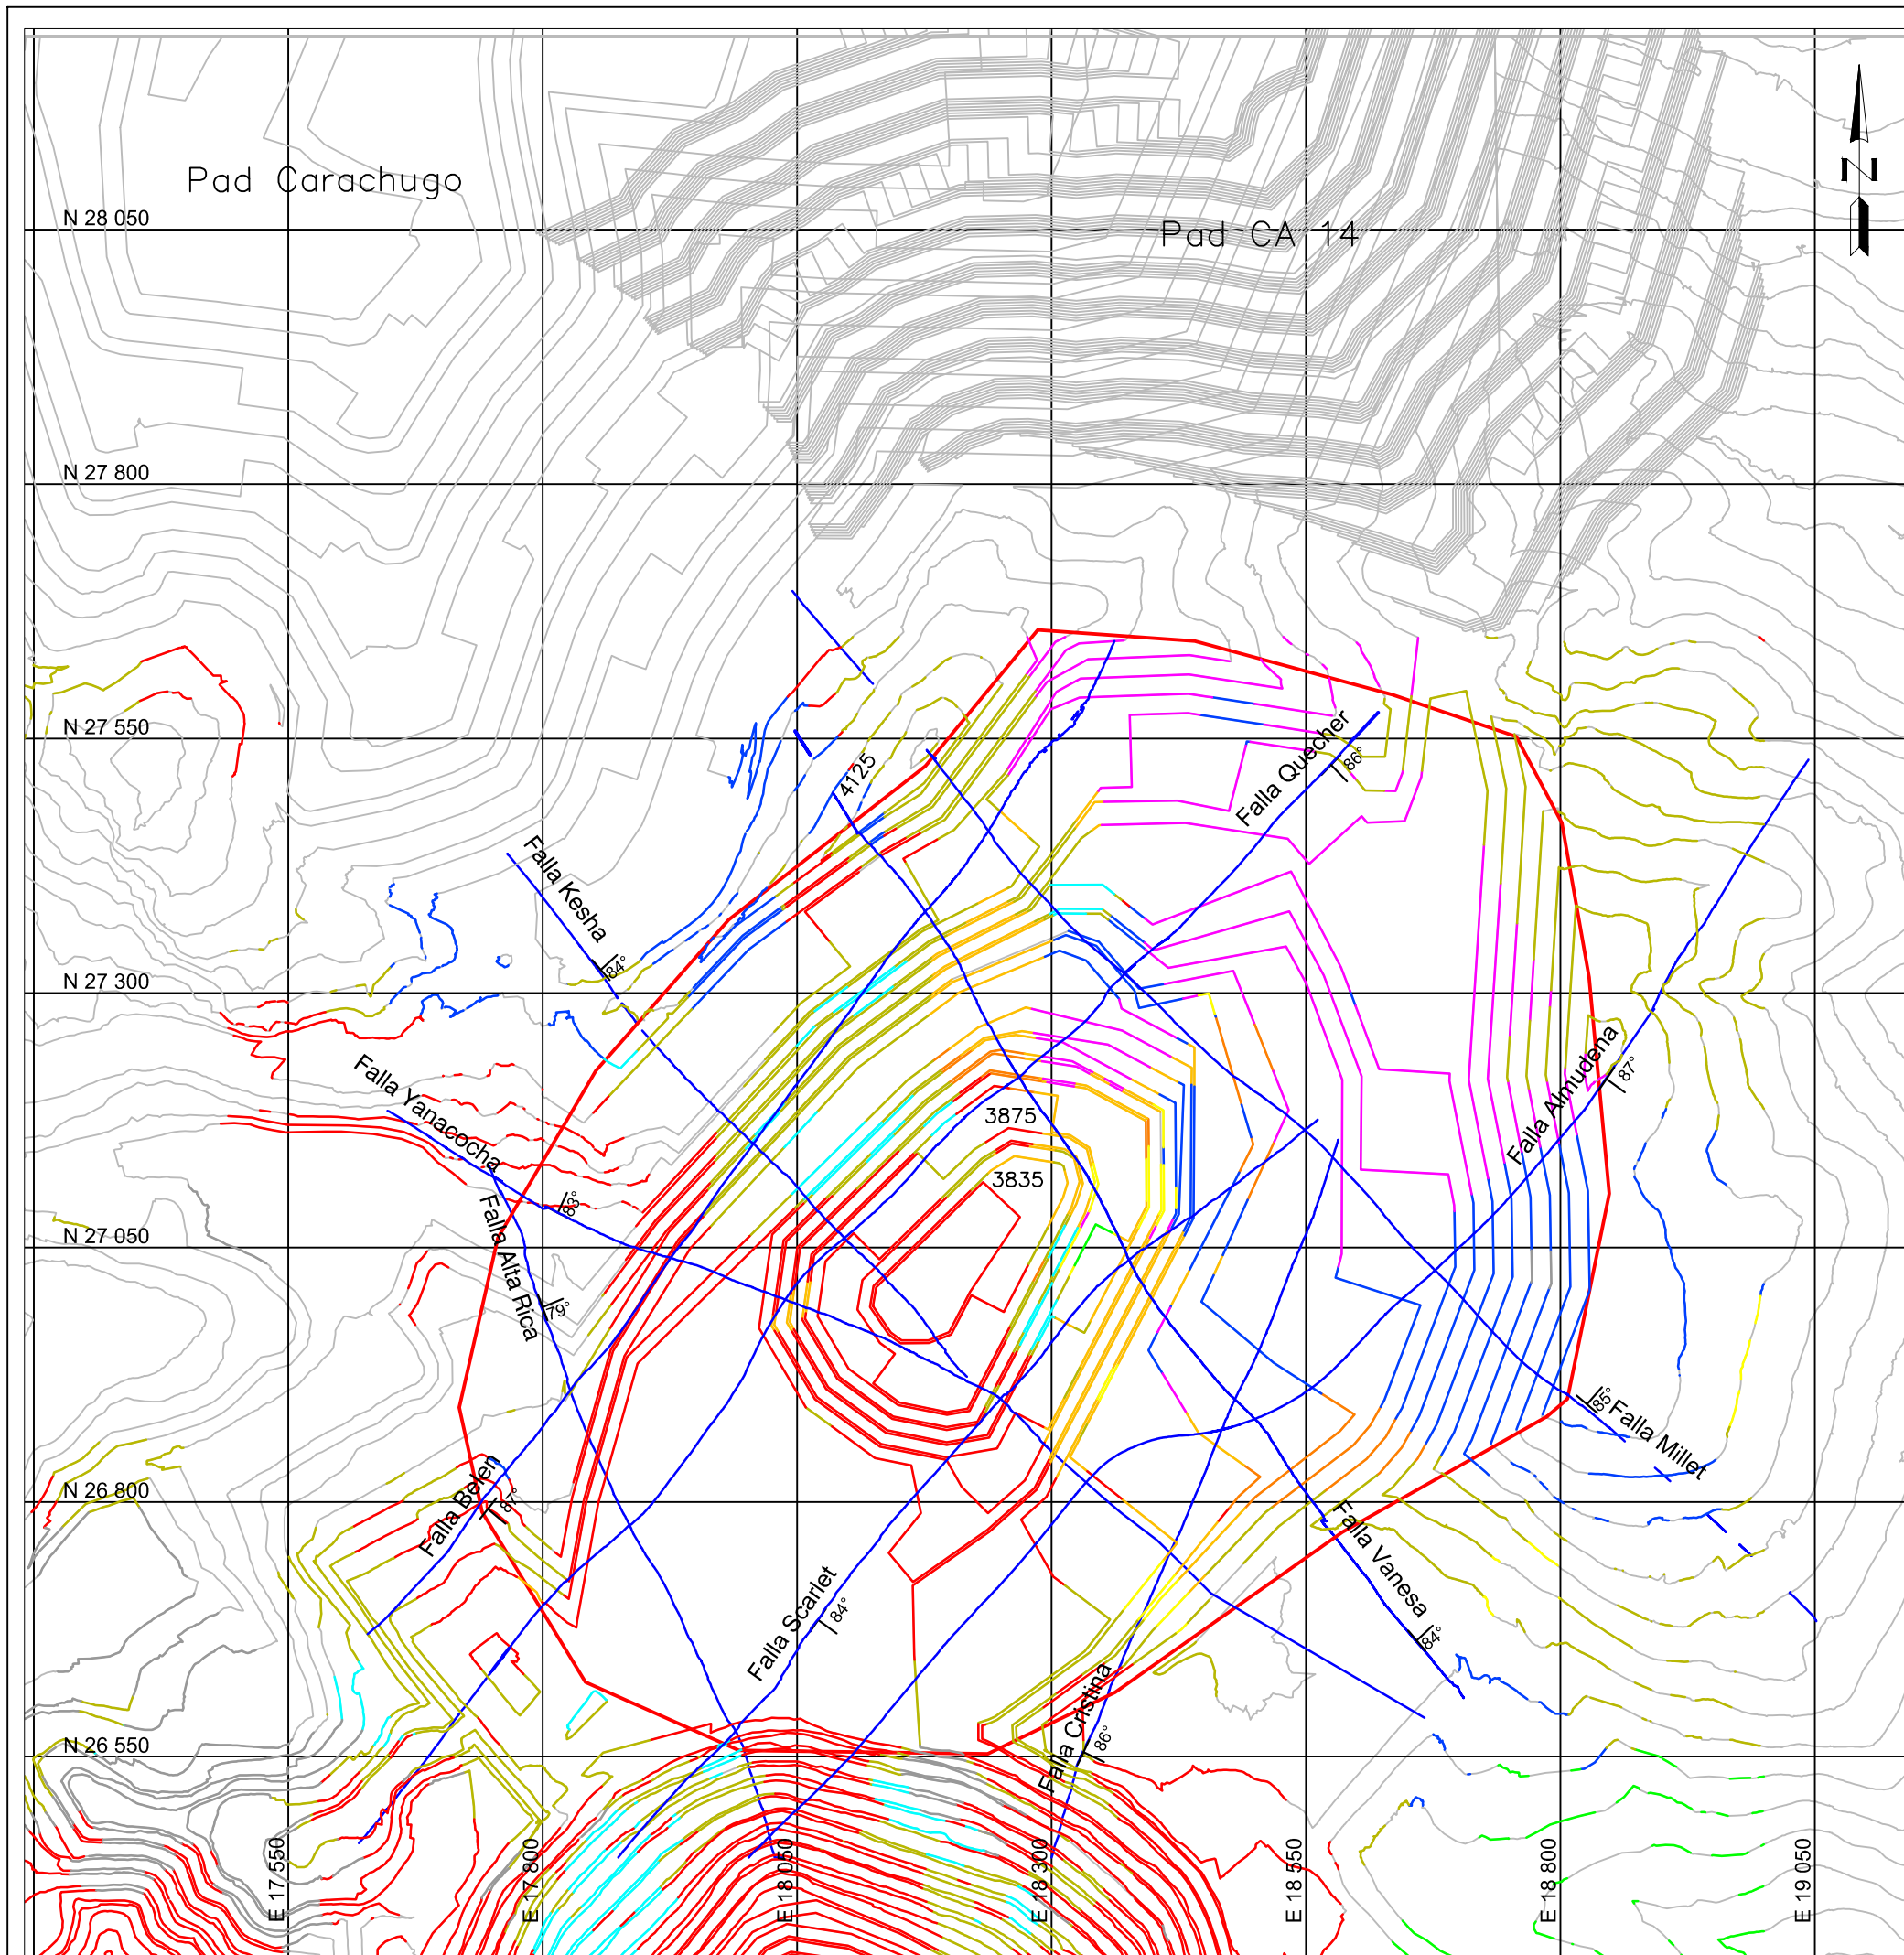 Pad Carachugo
N 28 050
Pad CA 14
N
N 27 800
N 27 550
Falla Quecher
86°
4125
Falla Kesha
84°
N 27 300
Falla Yanacocha
83°
Falla Almudena
87°
3875
3835
Falla Alta Rica
79°
N 27 050
85°
Falla Millet
Falla Belen
87°
N 26 800
Falla Vanesa
84°
Falla Scarlet
84°
Falla Cristina
86°
N 26 550
E 17 550
E 17 800
E 18 050
E 18 300
E 18 550
E 18 800
E 19 050